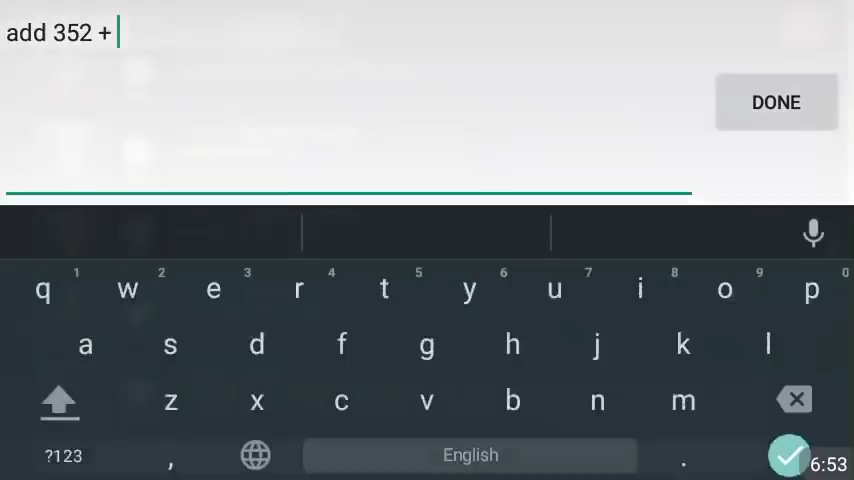 add 352 +
DONE
q 1 w 2 e 3 r 4 t 5 y 6 u 7 i 8 o 9 p 0
a s d f g h j k l
z x c v b n m
?123 , English . 6:53